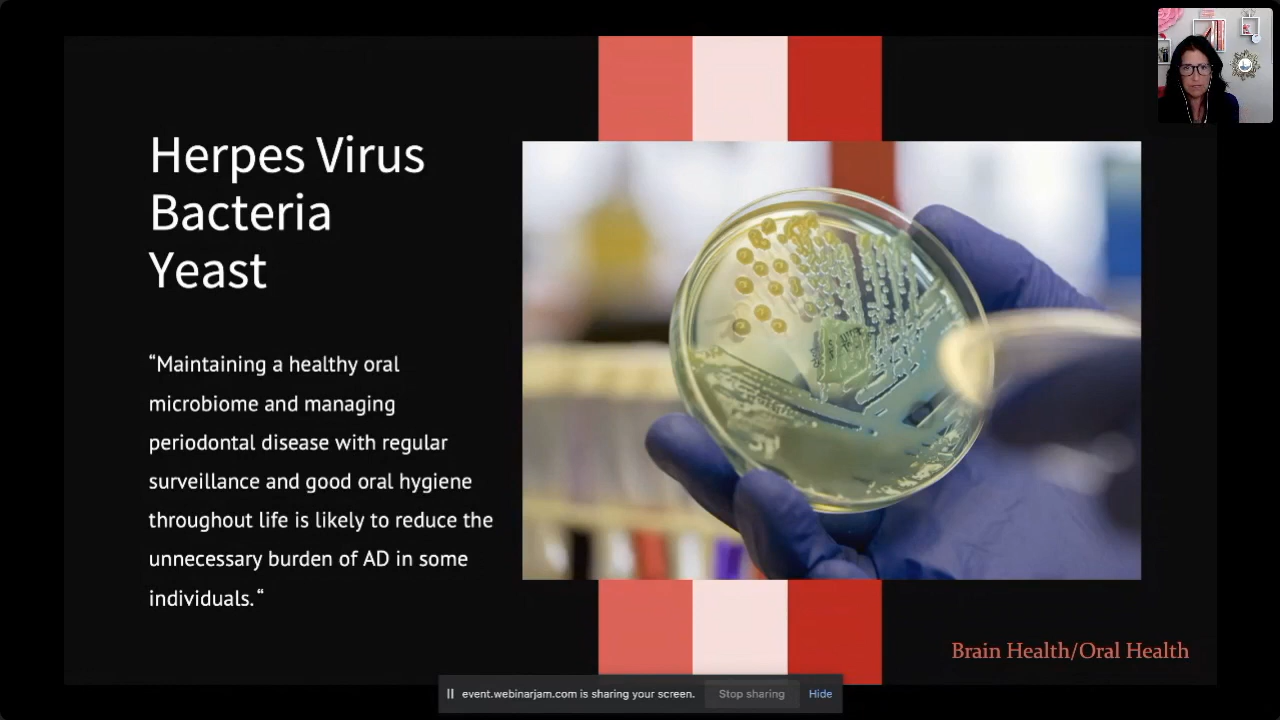 Herpes Virus
Bacteria
Yeast
“Maintaining a healthy oral
microbiome and managing
periodontal disease with regular
surveillance and good oral hygiene
throughout life is likely to reduce the
unnecessary burden of AD in some
individuals. “
Brain Health/Oral Health
event.webinarjam.com is sharing your screen.
Stop sharing
Hide